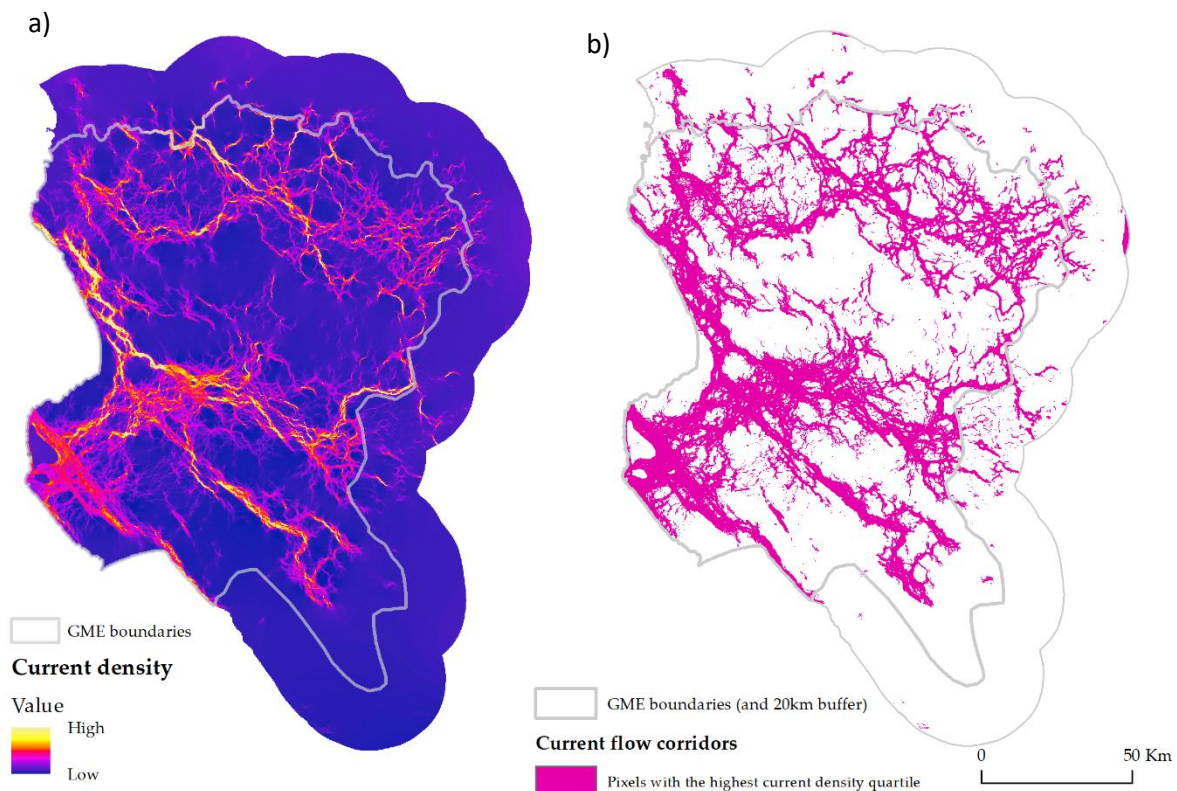 a)
GME boundaries
Current density
Value
High
Low
b)
GME boundaries (and 20km buffer)
Current flow corridors
Pixels with the highest current density quartile
0 50 Km